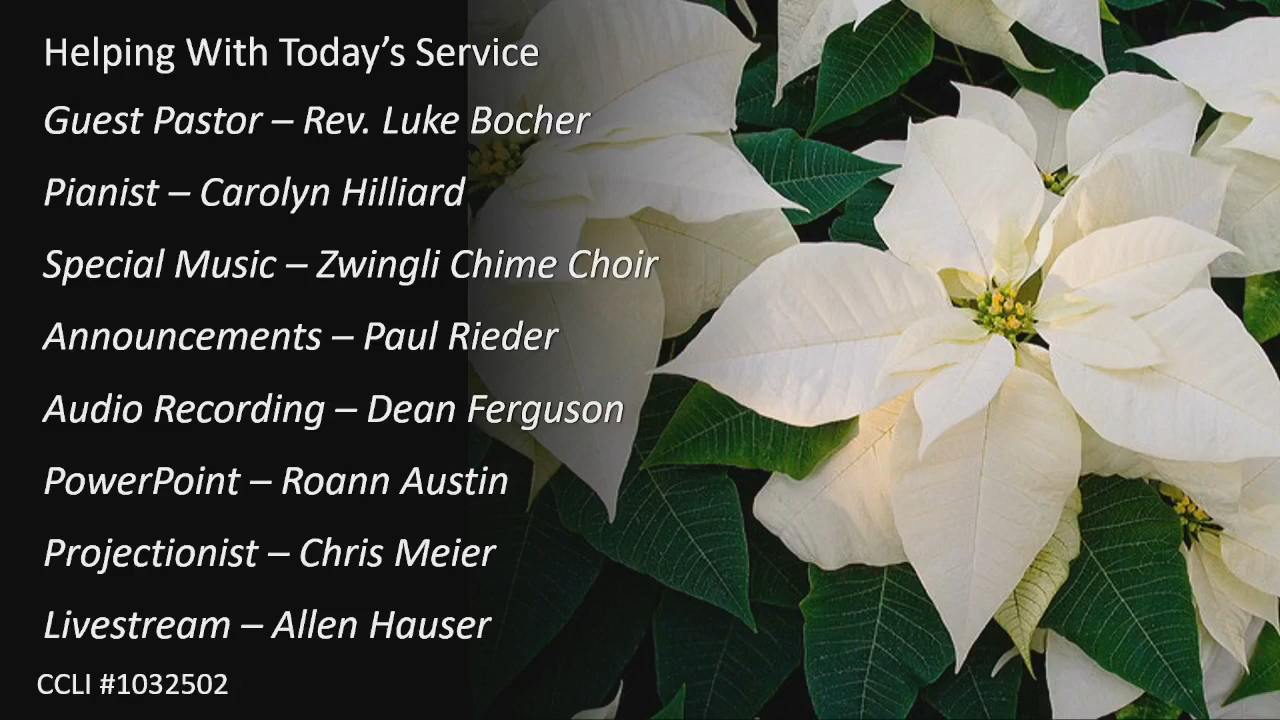 Helping With Today’s Service
Guest Pastor – Rev. Luke Bocher
Pianist – Carolyn Hilliard
Special Music – Zwingli Chime Choir
Announcements – Paul Rieder
Audio Recording – Dean Ferguson
PowerPoint – Roann Austin
Projectionist – Chris Meier
Livestream – Allen Hauser
CCLI #1032502